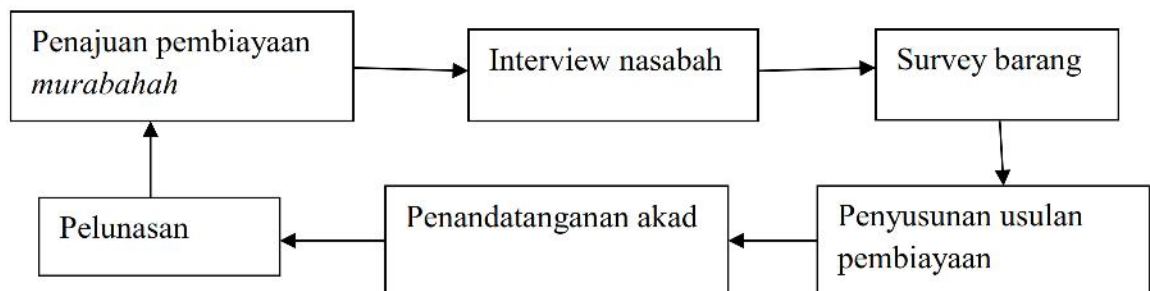 Penajuan pembiayaan
murabahah
Interview nasabah
Survey barang
Penyusunan usulan
pembiayaan
Penandatanganan akad
Pelunasan